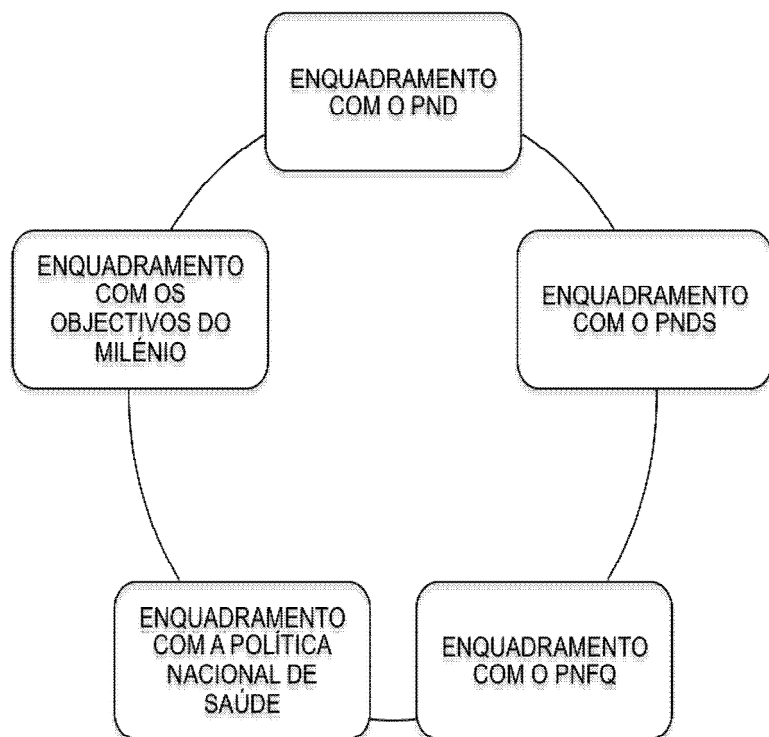 ENQUADRAMENTO
COM O PND
ENQUADRAMENTO
COM O PNDS
ENQUADRAMENTO
COM O PNFQ
ENQUADRAMENTO
COM A POLÍTICA
NACIONAL DE
SAÚDE
ENQUADRAMENTO
COM OS
OBJECTIVOS DO
MILÉNIO